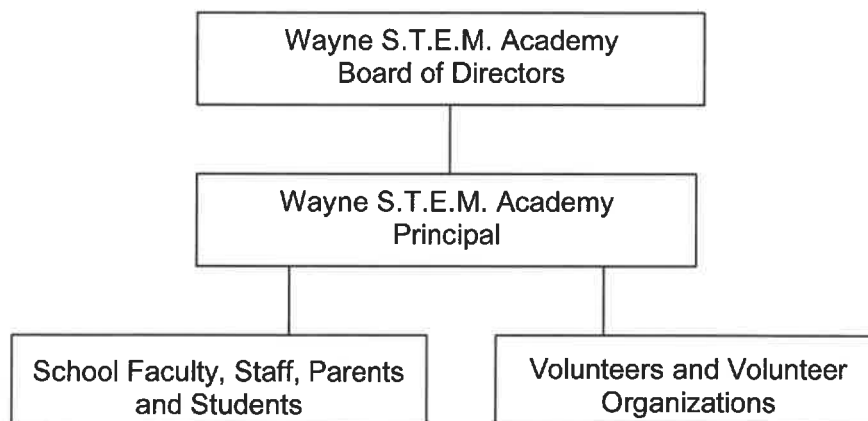 Wayne S.T.E.M. Academy
Board of Directors
Wayne S.T.E.M. Academy
Principal
School Faculty, Staff, Parents
and Students
Volunteers and Volunteer
Organizations